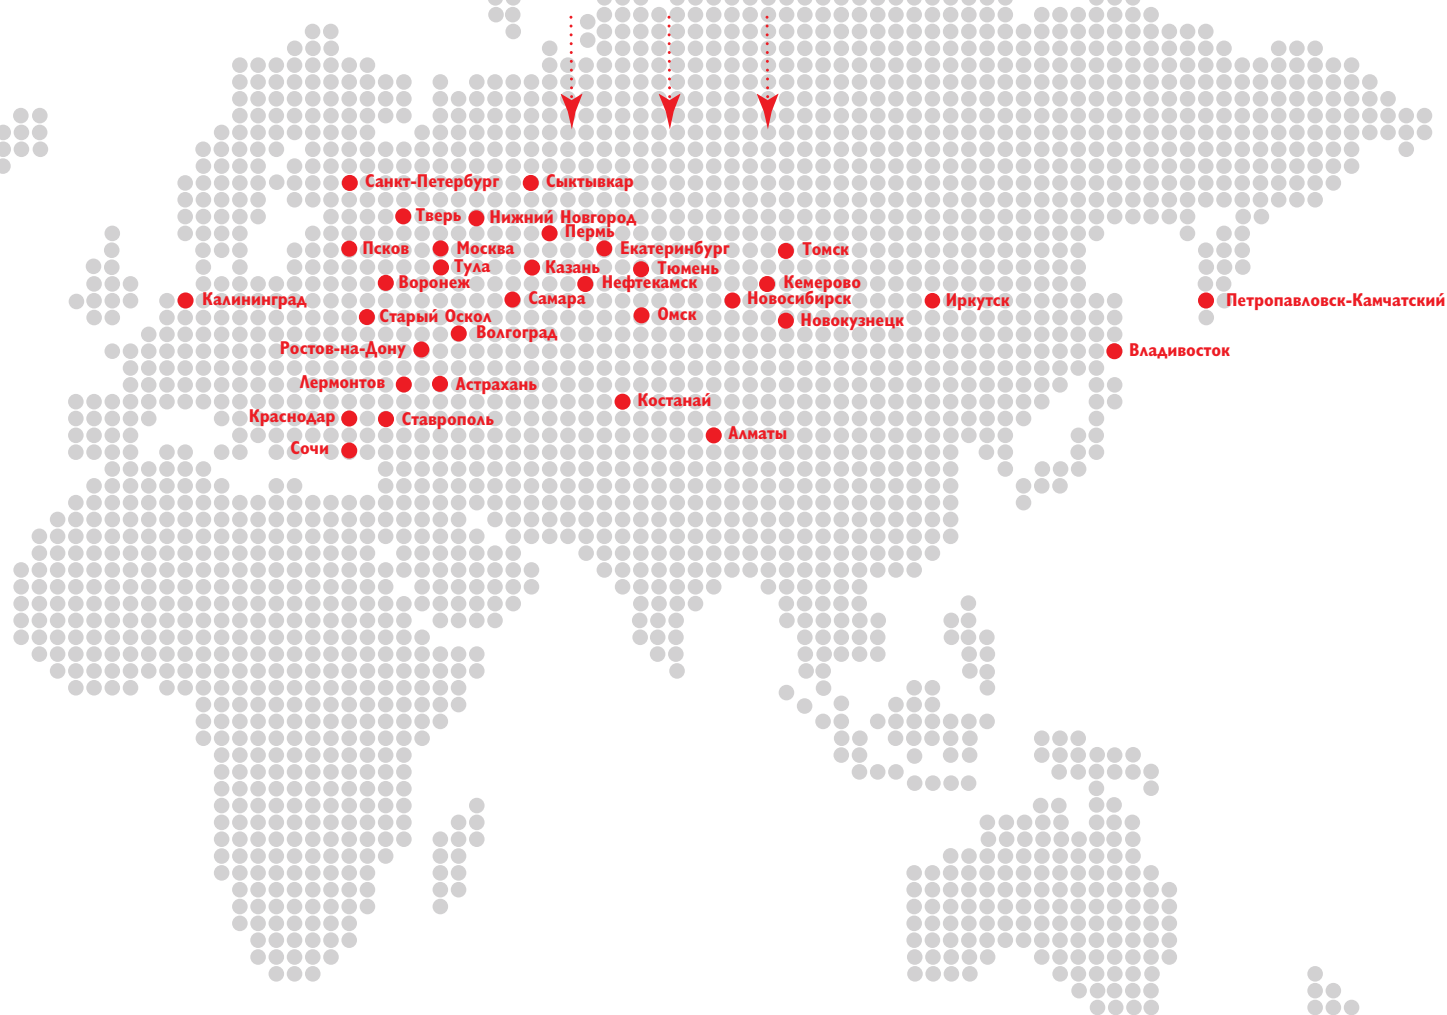 Санкт-Петербург
Сыктывкар
Тверь
Нижний Новгород
Пермь
Псков
Москва
Екатеринбург
Томск
Тула
Казань
Тюмень
Воронеж
Нефтекамск
Кемерово
Калининград
Самара
Новосибирск
Иркутск
Петропавловск-Камчатский
Старый Оскол
Омск
Новокузнецк
Волгоград
Ростов-на-Дону
Владивосток
Лермонтов
Астрахань
Костанай
Краснодар
Ставрополь
Алматы
Сочи